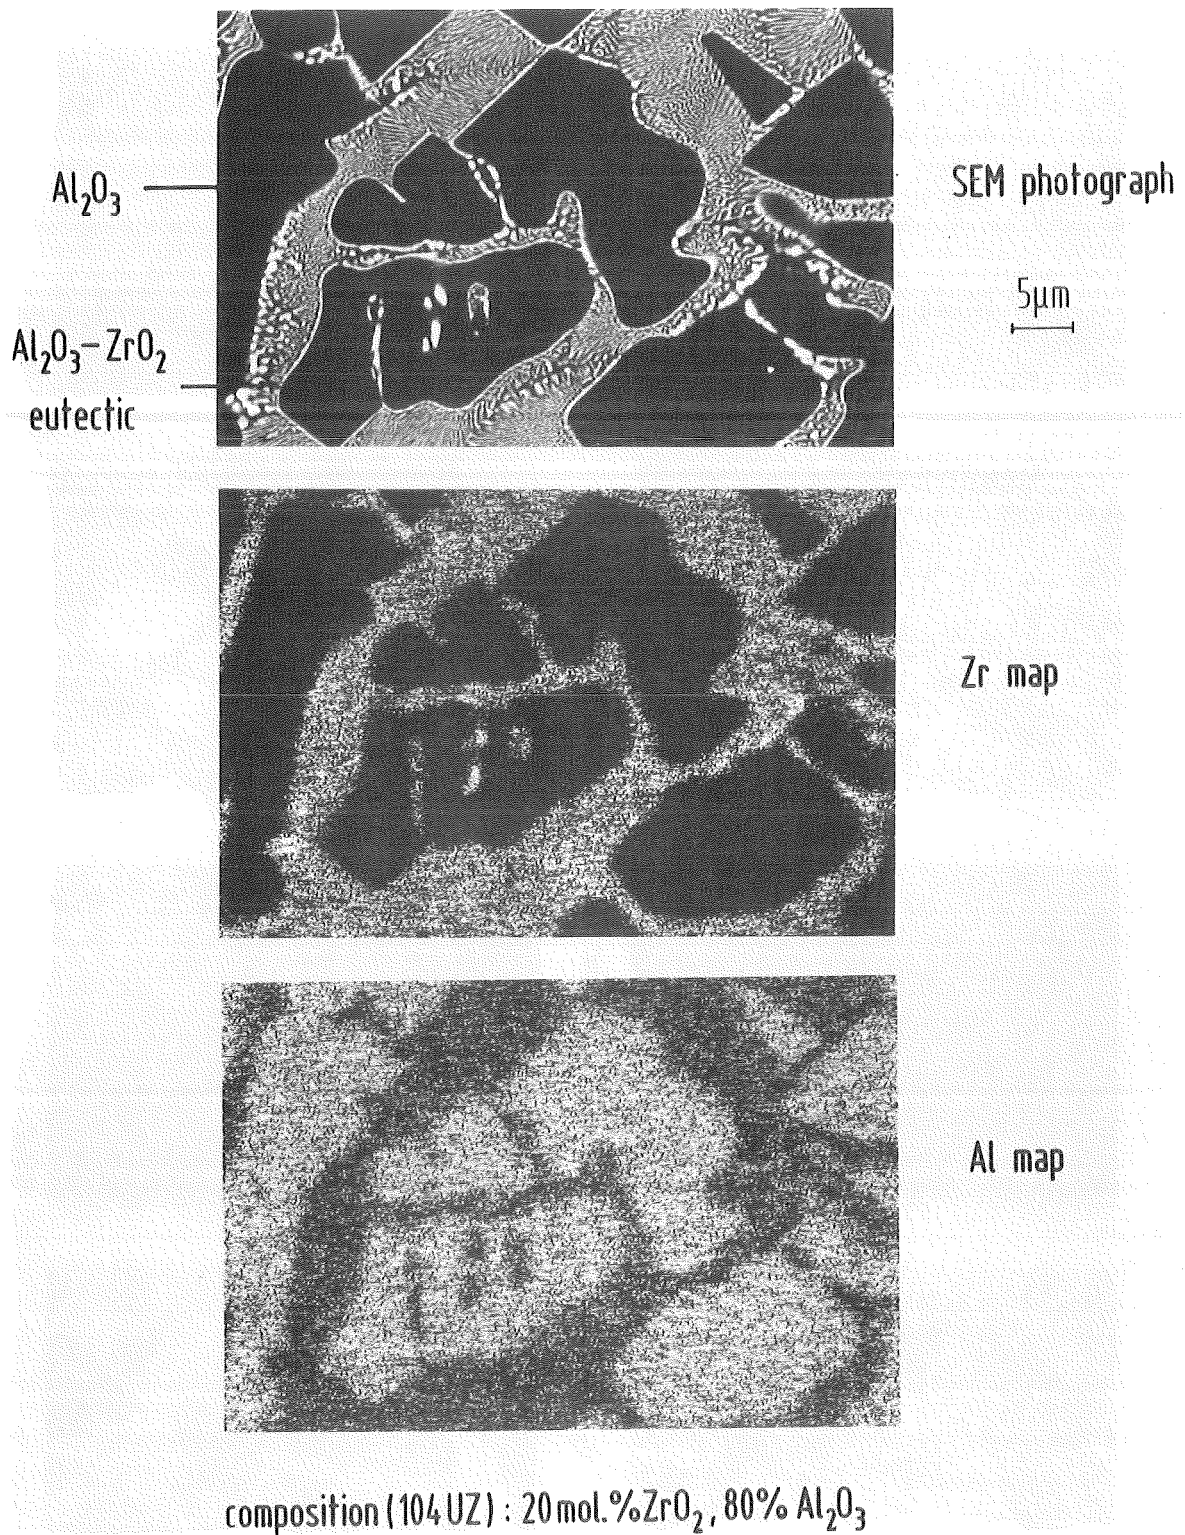 Al₂O₃
SEM photograph
5µm
Al₂O₃–ZrO₂
eutectic
Zr map
Al map
composition (104 UZ) : 20 mol.% ZrO₂, 80% Al₂O₃